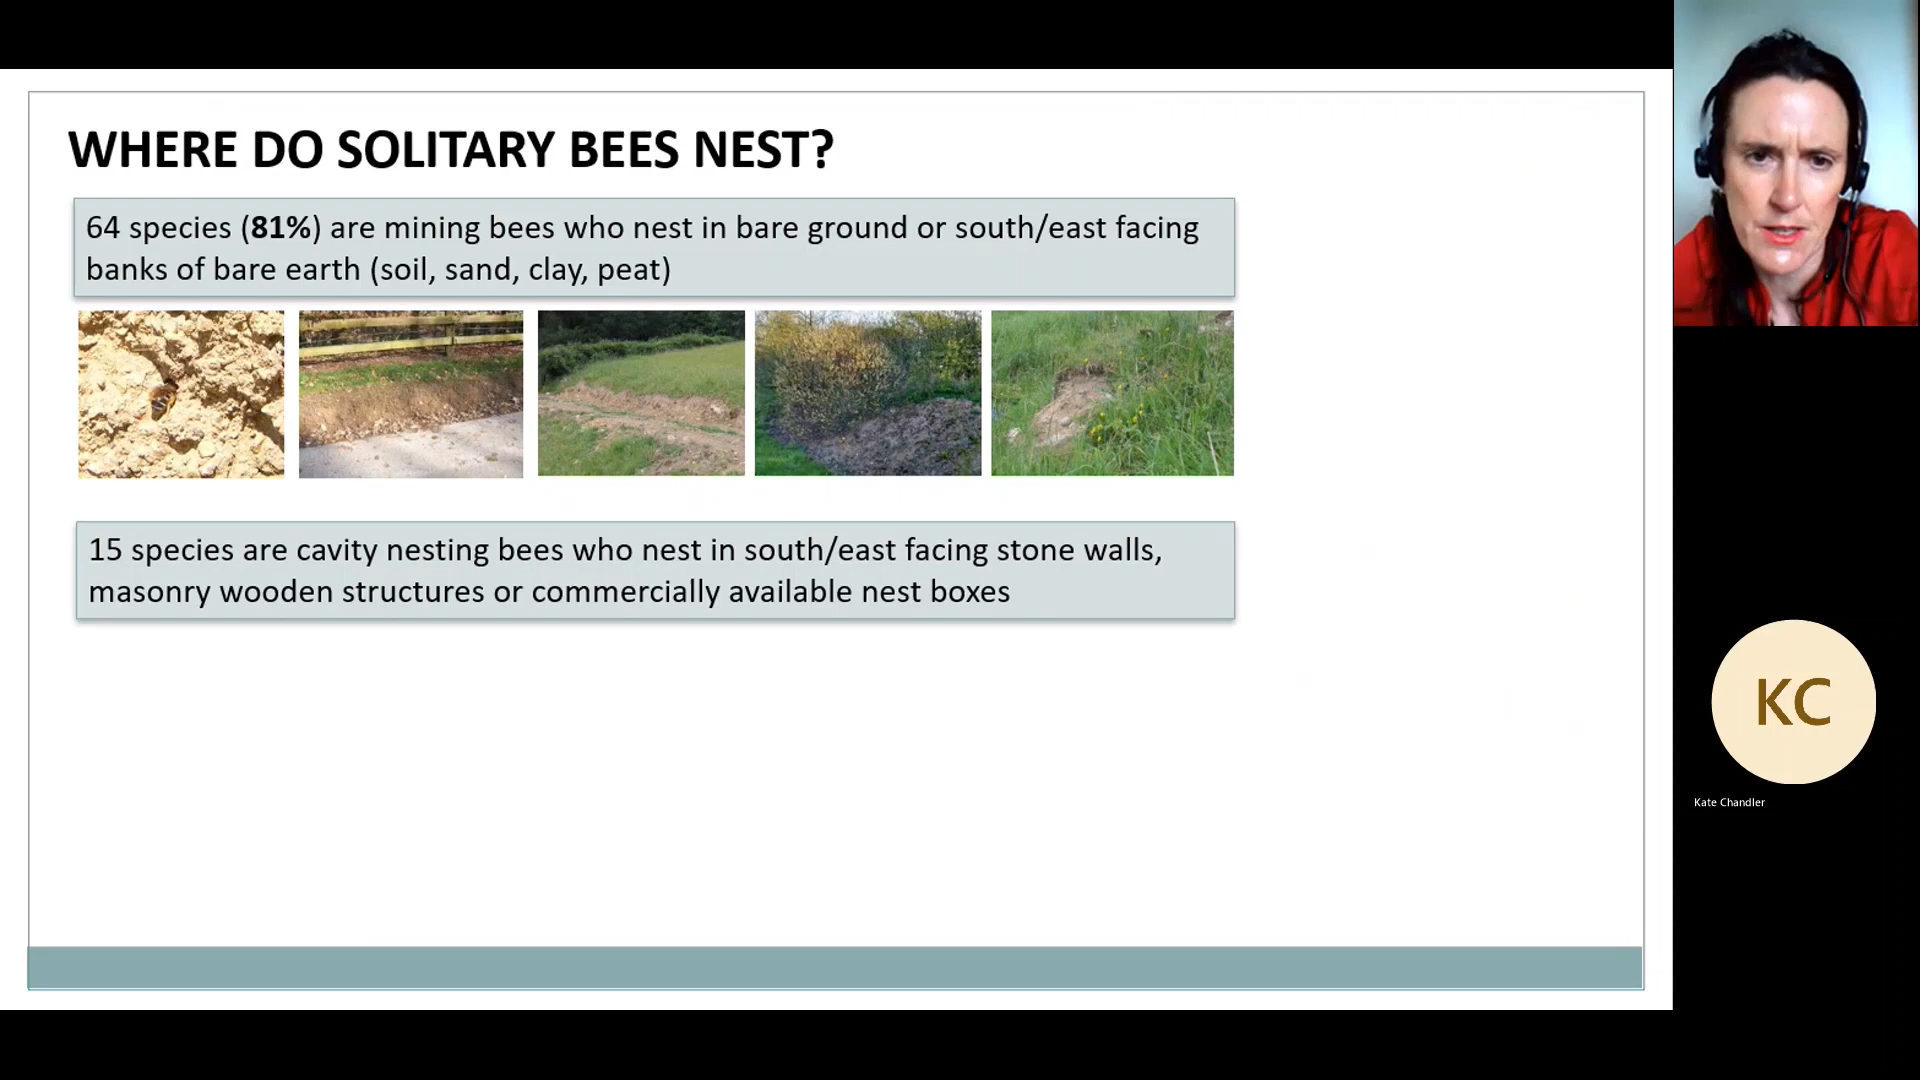 WHERE DO SOLITARY BEES NEST?
64 species (81%) are mining bees who nest in bare ground or south/east facing
banks of bare earth (soil, sand, clay, peat)
15 species are cavity nesting bees who nest in south/east facing stone walls,
masonry wooden structures or commercially available nest boxes
KC
Kate Chandler